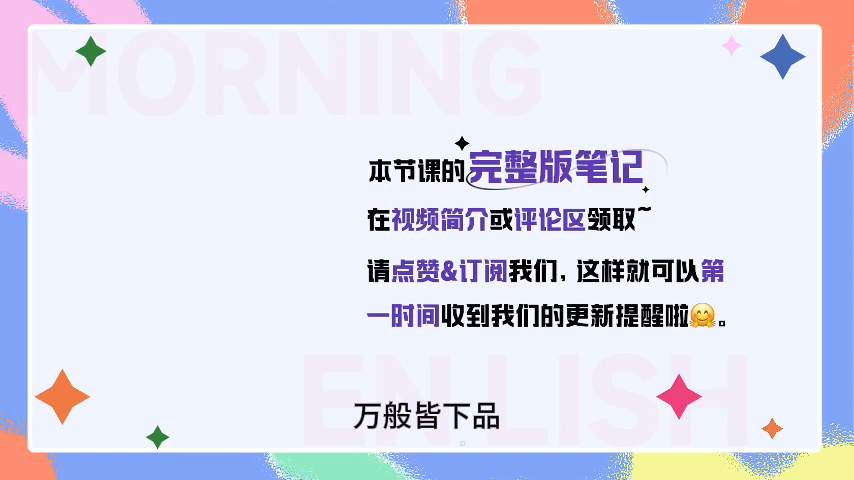 MORNING
本节课的完整版笔记
在视频简介或评论区领取~
请点赞&订阅我们，这样就可以第
一时间收到我们的更新提醒啦🤗。
EN LISH
万般皆下品